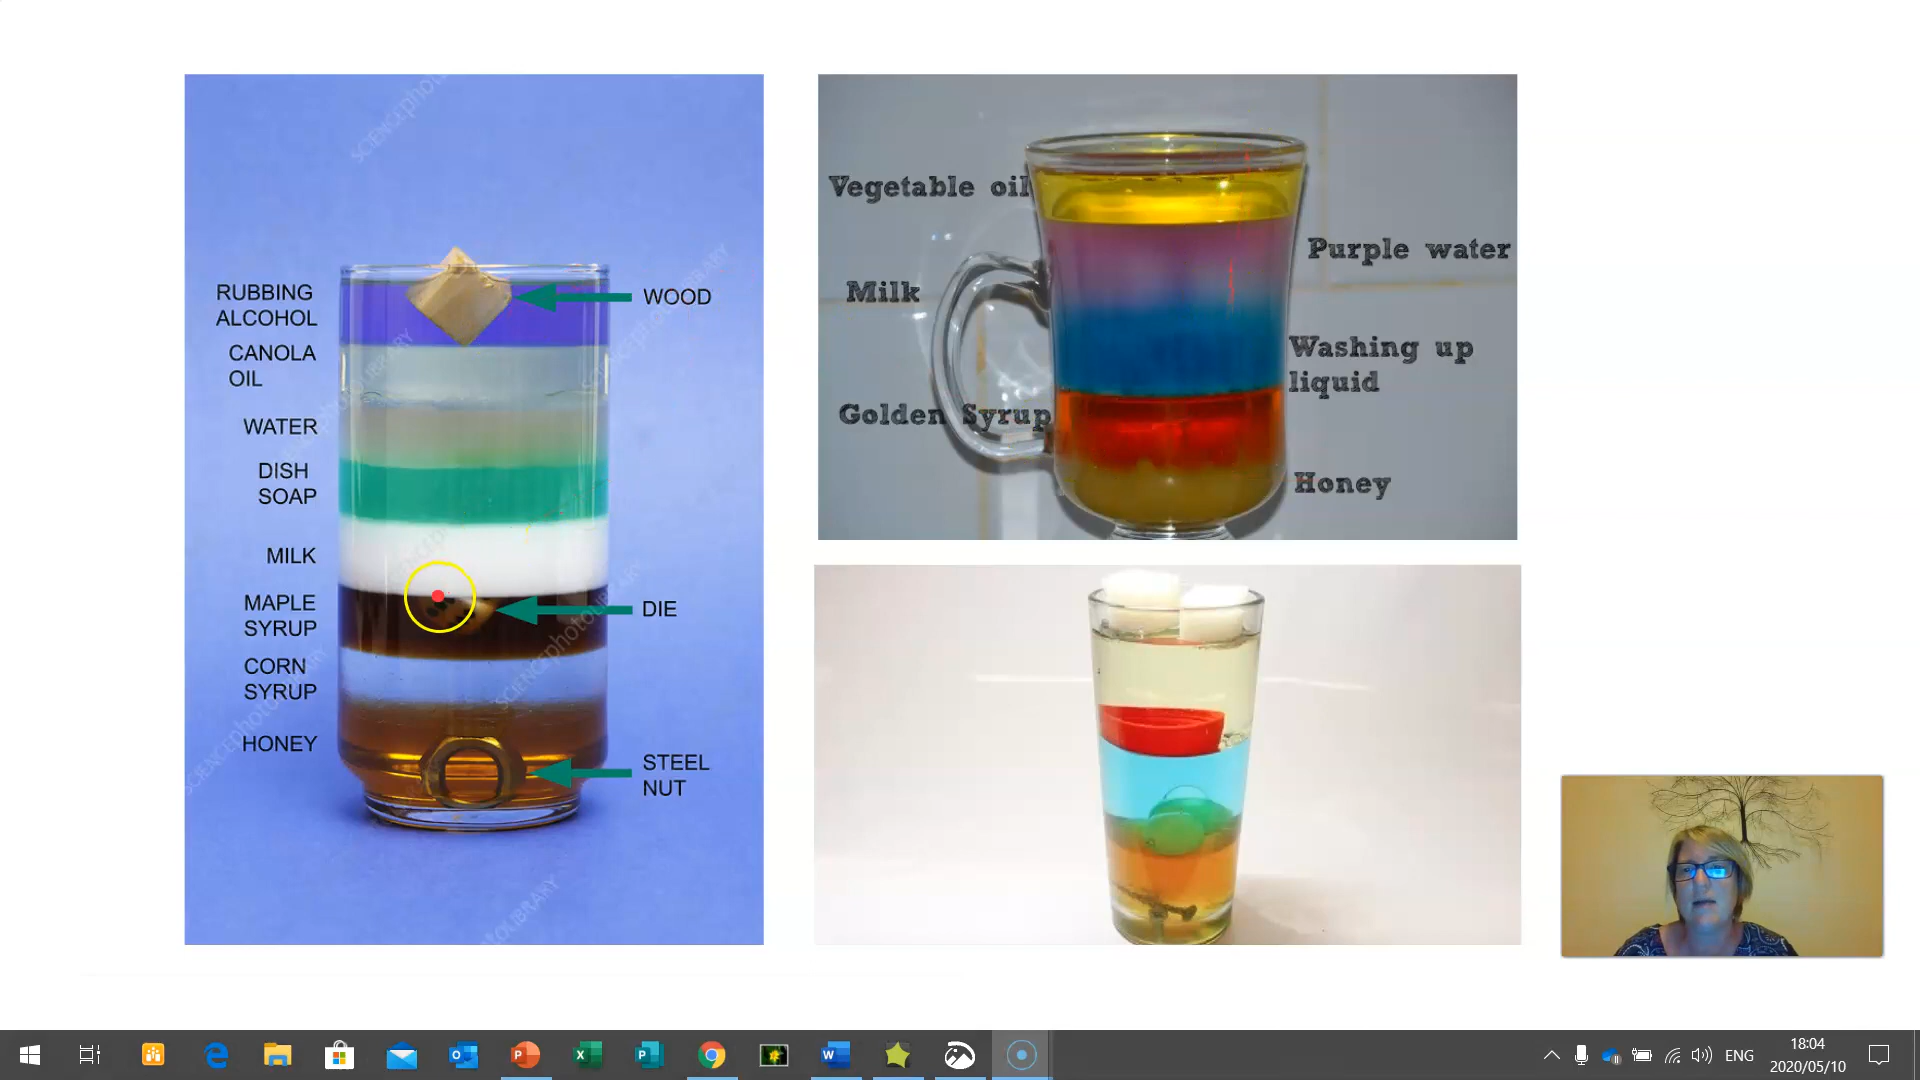 SCIENCEphotoLIBRARY
RUBBING
ALCOHOL
CANOLA
OIL
WATER
DISH
SOAP
MILK
MAPLE
SYRUP
CORN
SYRUP
HONEY
WOOD
DIE
STEEL
NUT
Vegetable oil
Purple water
Milk
Washing up
liquid
Golden Syrup
Honey
ENG
18:04
2020/05/10